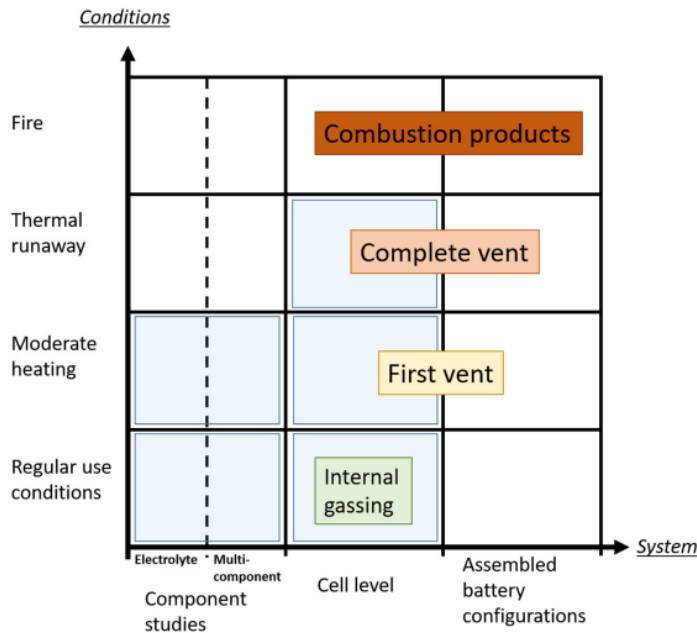 Conditions
Fire
Combustion products
Thermal
runaway
Complete vent
Moderate
heating
First vent
Regular use
conditions
Internal
gassing
System
Electrolyte
Multi-
component
Component
studies
Cell level
Assembled
battery
configurations